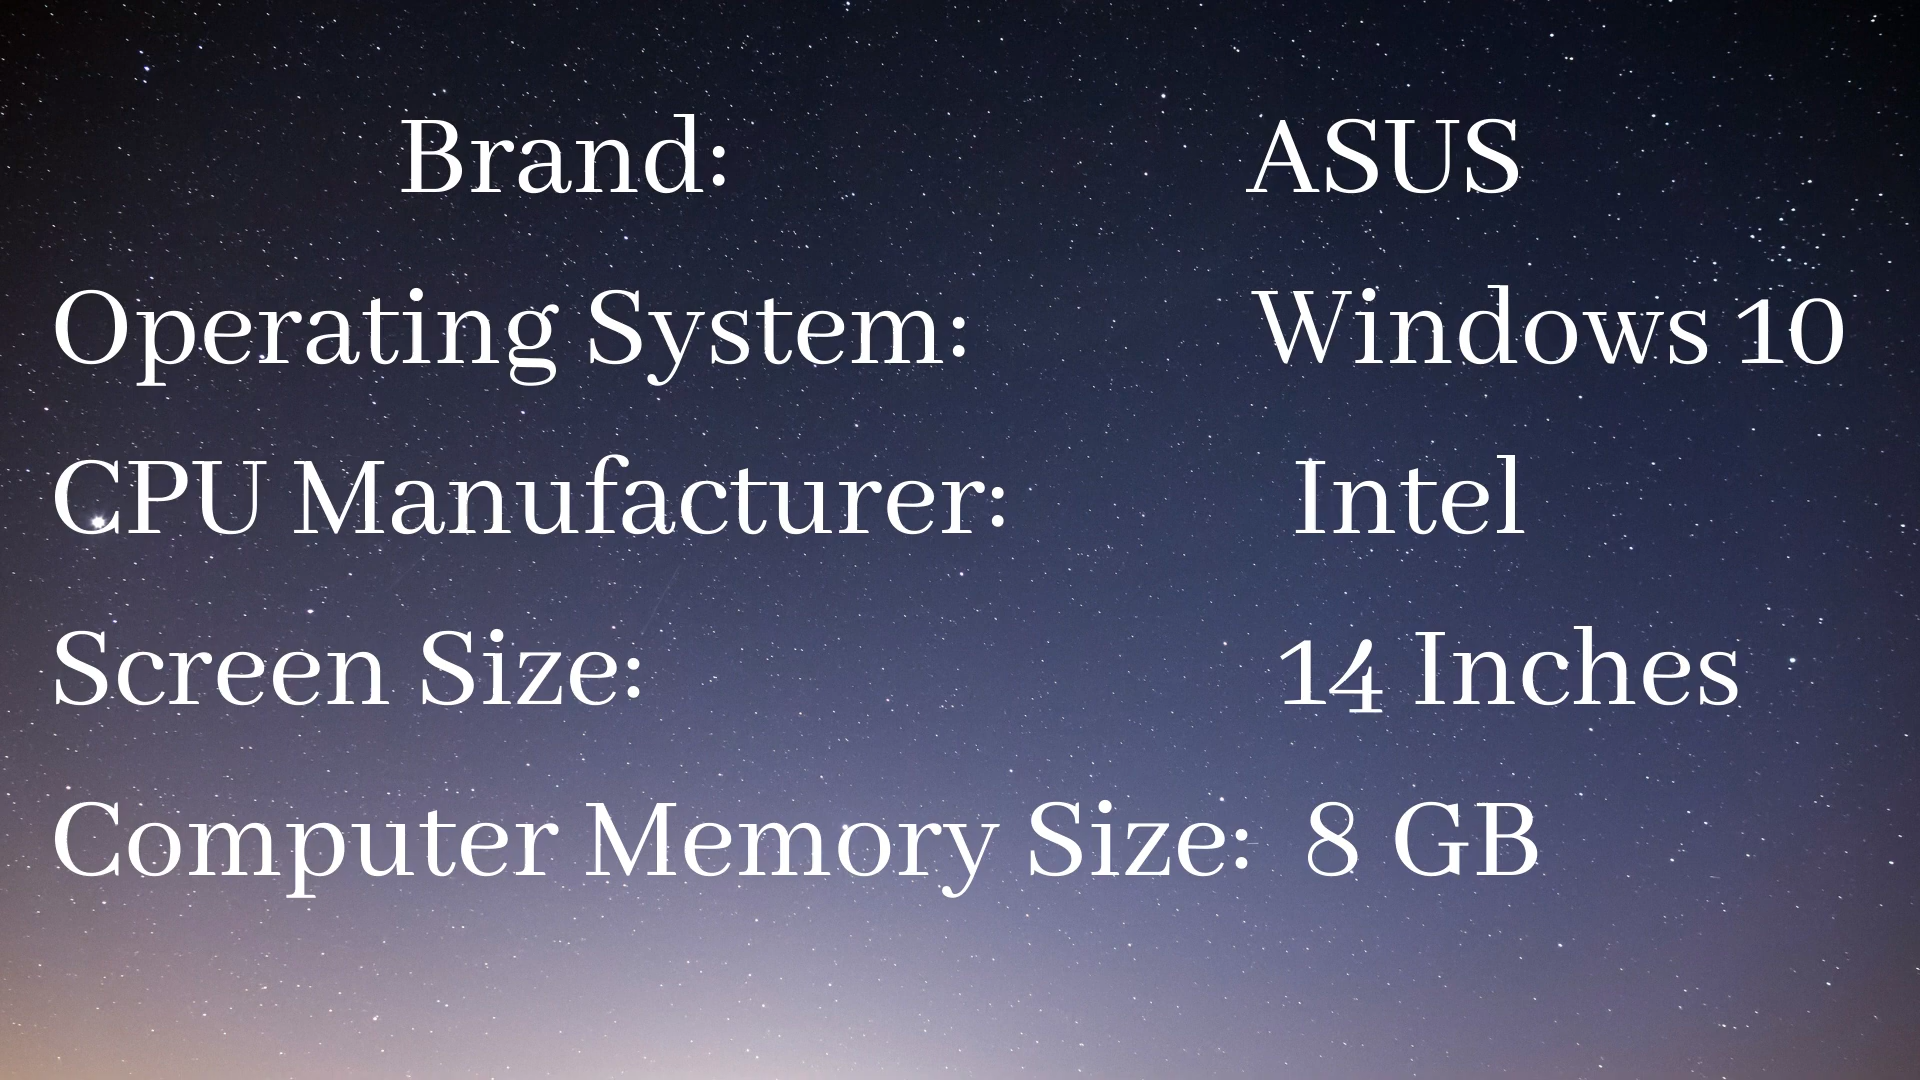 Brand: ASUS
Operating System: Windows 10
CPU Manufacturer: Intel
Screen Size: 14 Inches
Computer Memory Size: 8 GB